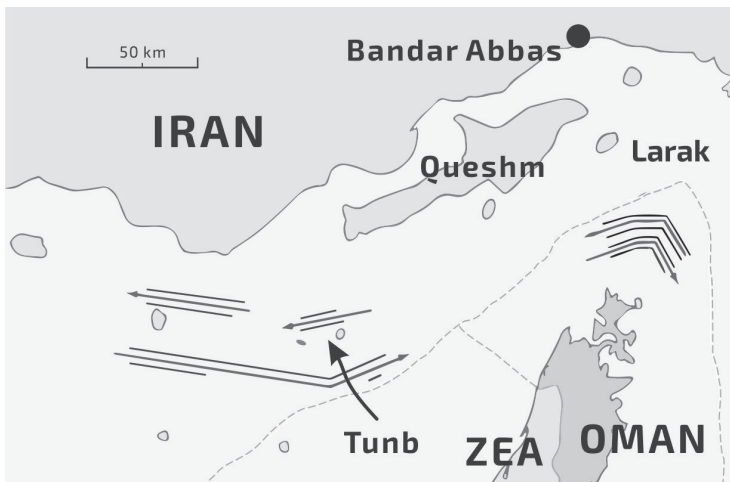 50 km
Bandar Abbas
IRAN
Larak
Queshm
Tunb
ZEA
OMAN